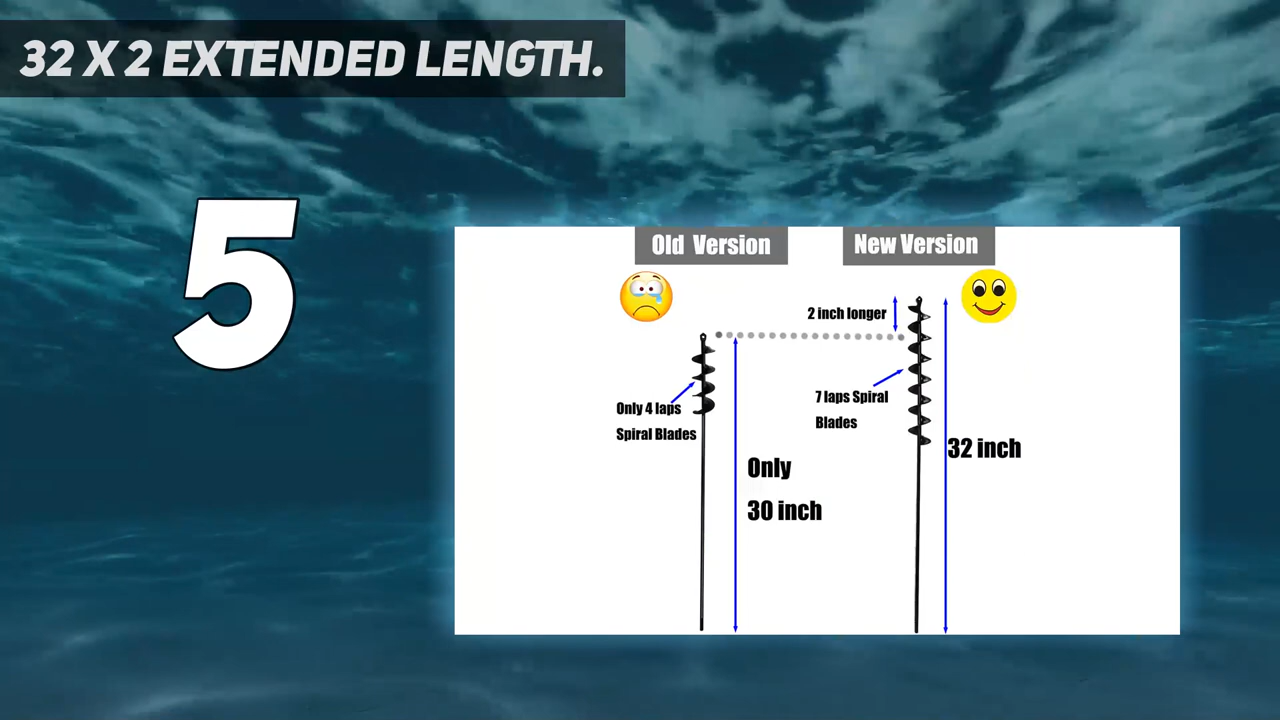 32 X 2 EXTENDED LENGTH.
5
Old Version
New Version
2 inch longer
Only 4 laps
Spiral Blades
7 laps Spiral
Blades
Only
30 inch
32 inch